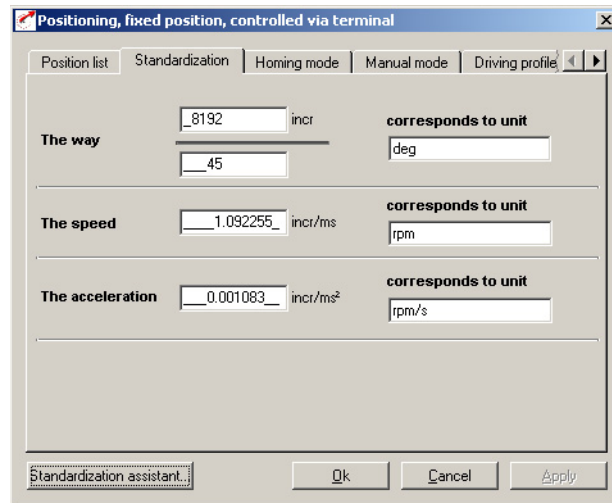 Positioning, fixed position, controlled via terminal
Position list Standardization Homing mode Manual mode Driving profile
_8192 incr corresponds to unit
The way deg
___45
corresponds to unit
The speed ____1.092255_ incr/ms rpm
corresponds to unit
The acceleration ___0.001083__ incr/ms² rpm/s
Standardization assistant.. Ok Cancel Apply